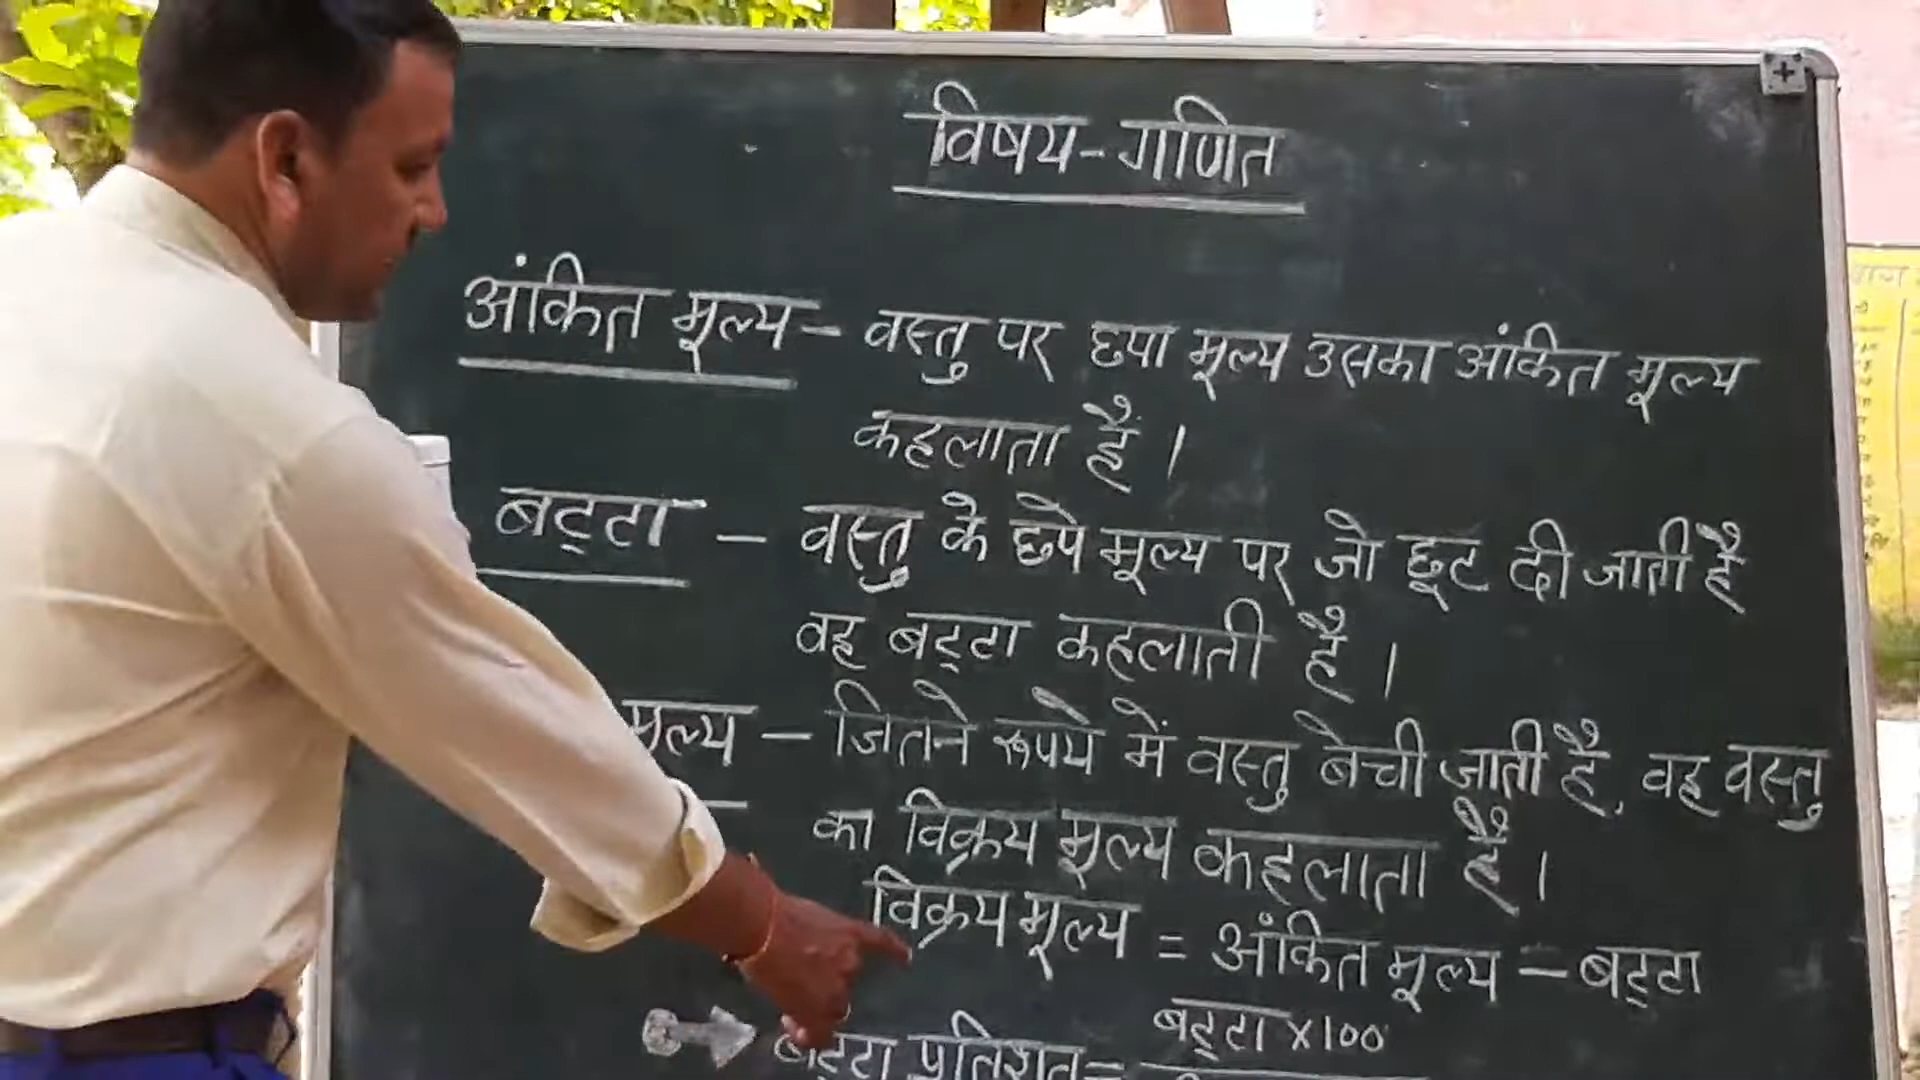 विषय-गणित
अंकित मूल्य - वस्तु पर छपा मूल्य उसका अंकित मूल्य
कहलाता है ।
बट्टा - वस्तु के छपे मूल्य पर जो छूट दी जाती है
वह बट्टा कहलाती है ।
मूल्य - जितने रूपये में वस्तु बेची जाती है, वह वस्तु
का विक्रय मूल्य कहलाता है ।
विक्रय मूल्य = अंकित मूल्य - बट्टा
बट्टा x100
बट्टा प्रतिशत =